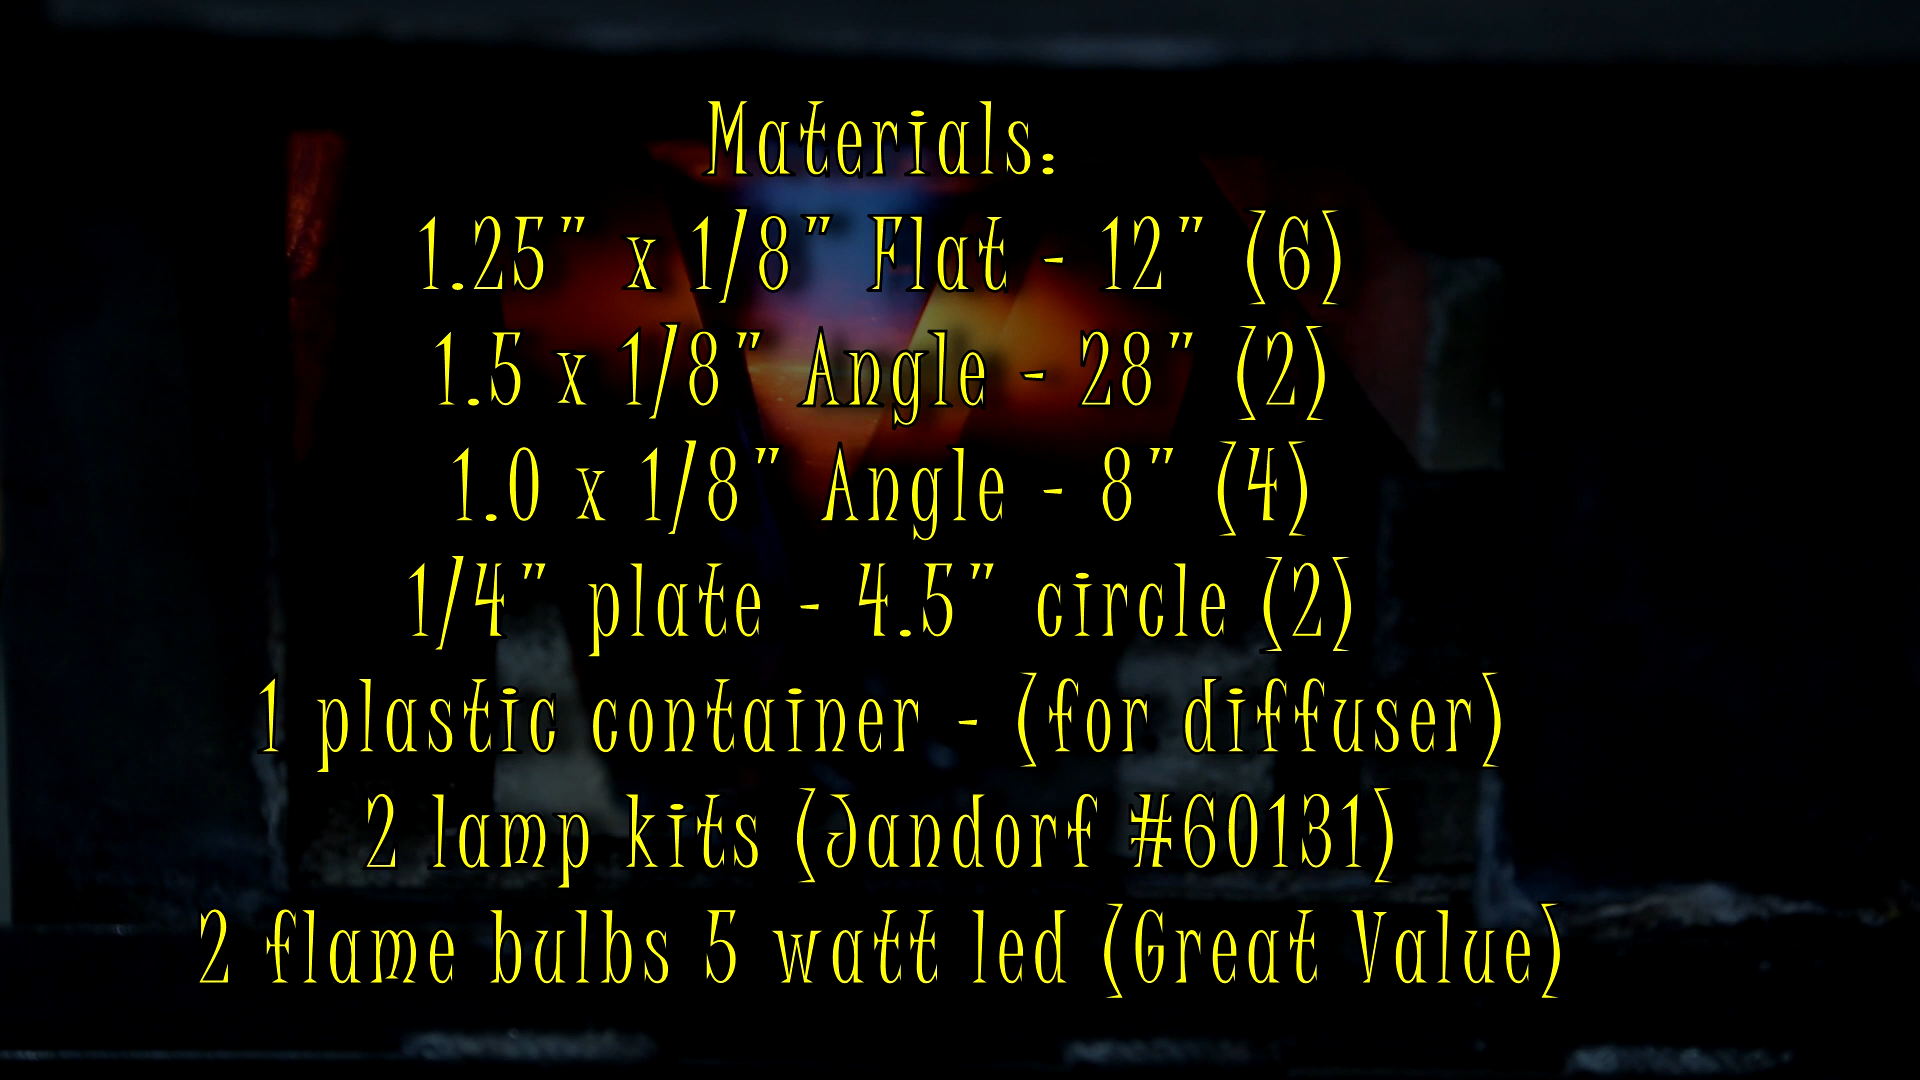 Materials:
1.25" x 1/8" Flat - 12" (6)
1.5 x 1/8" Angle - 28" (2)
1.0 x 1/8" Angle - 8" (4)
1/4" plate - 4.5" circle (2)
1 plastic container - (for diffuser)
2 lamp kits (Jandorf #60131)
2 flame bulbs 5 watt led (Great Value)